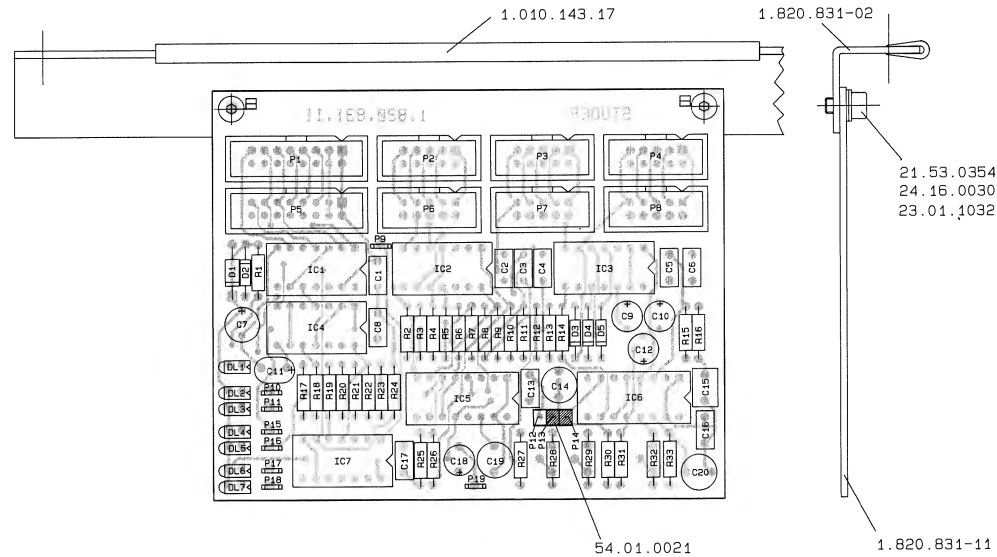 1.010.143.17
1.820.831-02
1.820.831.11
STUDER
P1 P2 P3 P4
21.53.0354
24.16.0030
23.01.1032
P5 P6 P7 P8
P9
D1 D2 R1 IC1 C1 IC2 C2 C3 C4 IC3 C5 C6
C7 IC4 C8 R2 R3 R4 R5 R6 R7 R8 R9 R10 R11 R12 R13 R14 D3 D4 D5 C9 C10 R15 R16
C12
DL1 C11
DL2 P10 R17 R18 R19 R20 R21 R22 R23 R24 IC5 C13 C14 IC6 C15
DL3 P11
DL4 P15 P12 P13 P14 C16
DL5 P16
IC7 C17 R25 R26 C18 C19 R27 R28 R29 R30 R31 R32 R33 C20
DL6 P17
DL7 P18 P19
54.01.0021
1.820.831-11